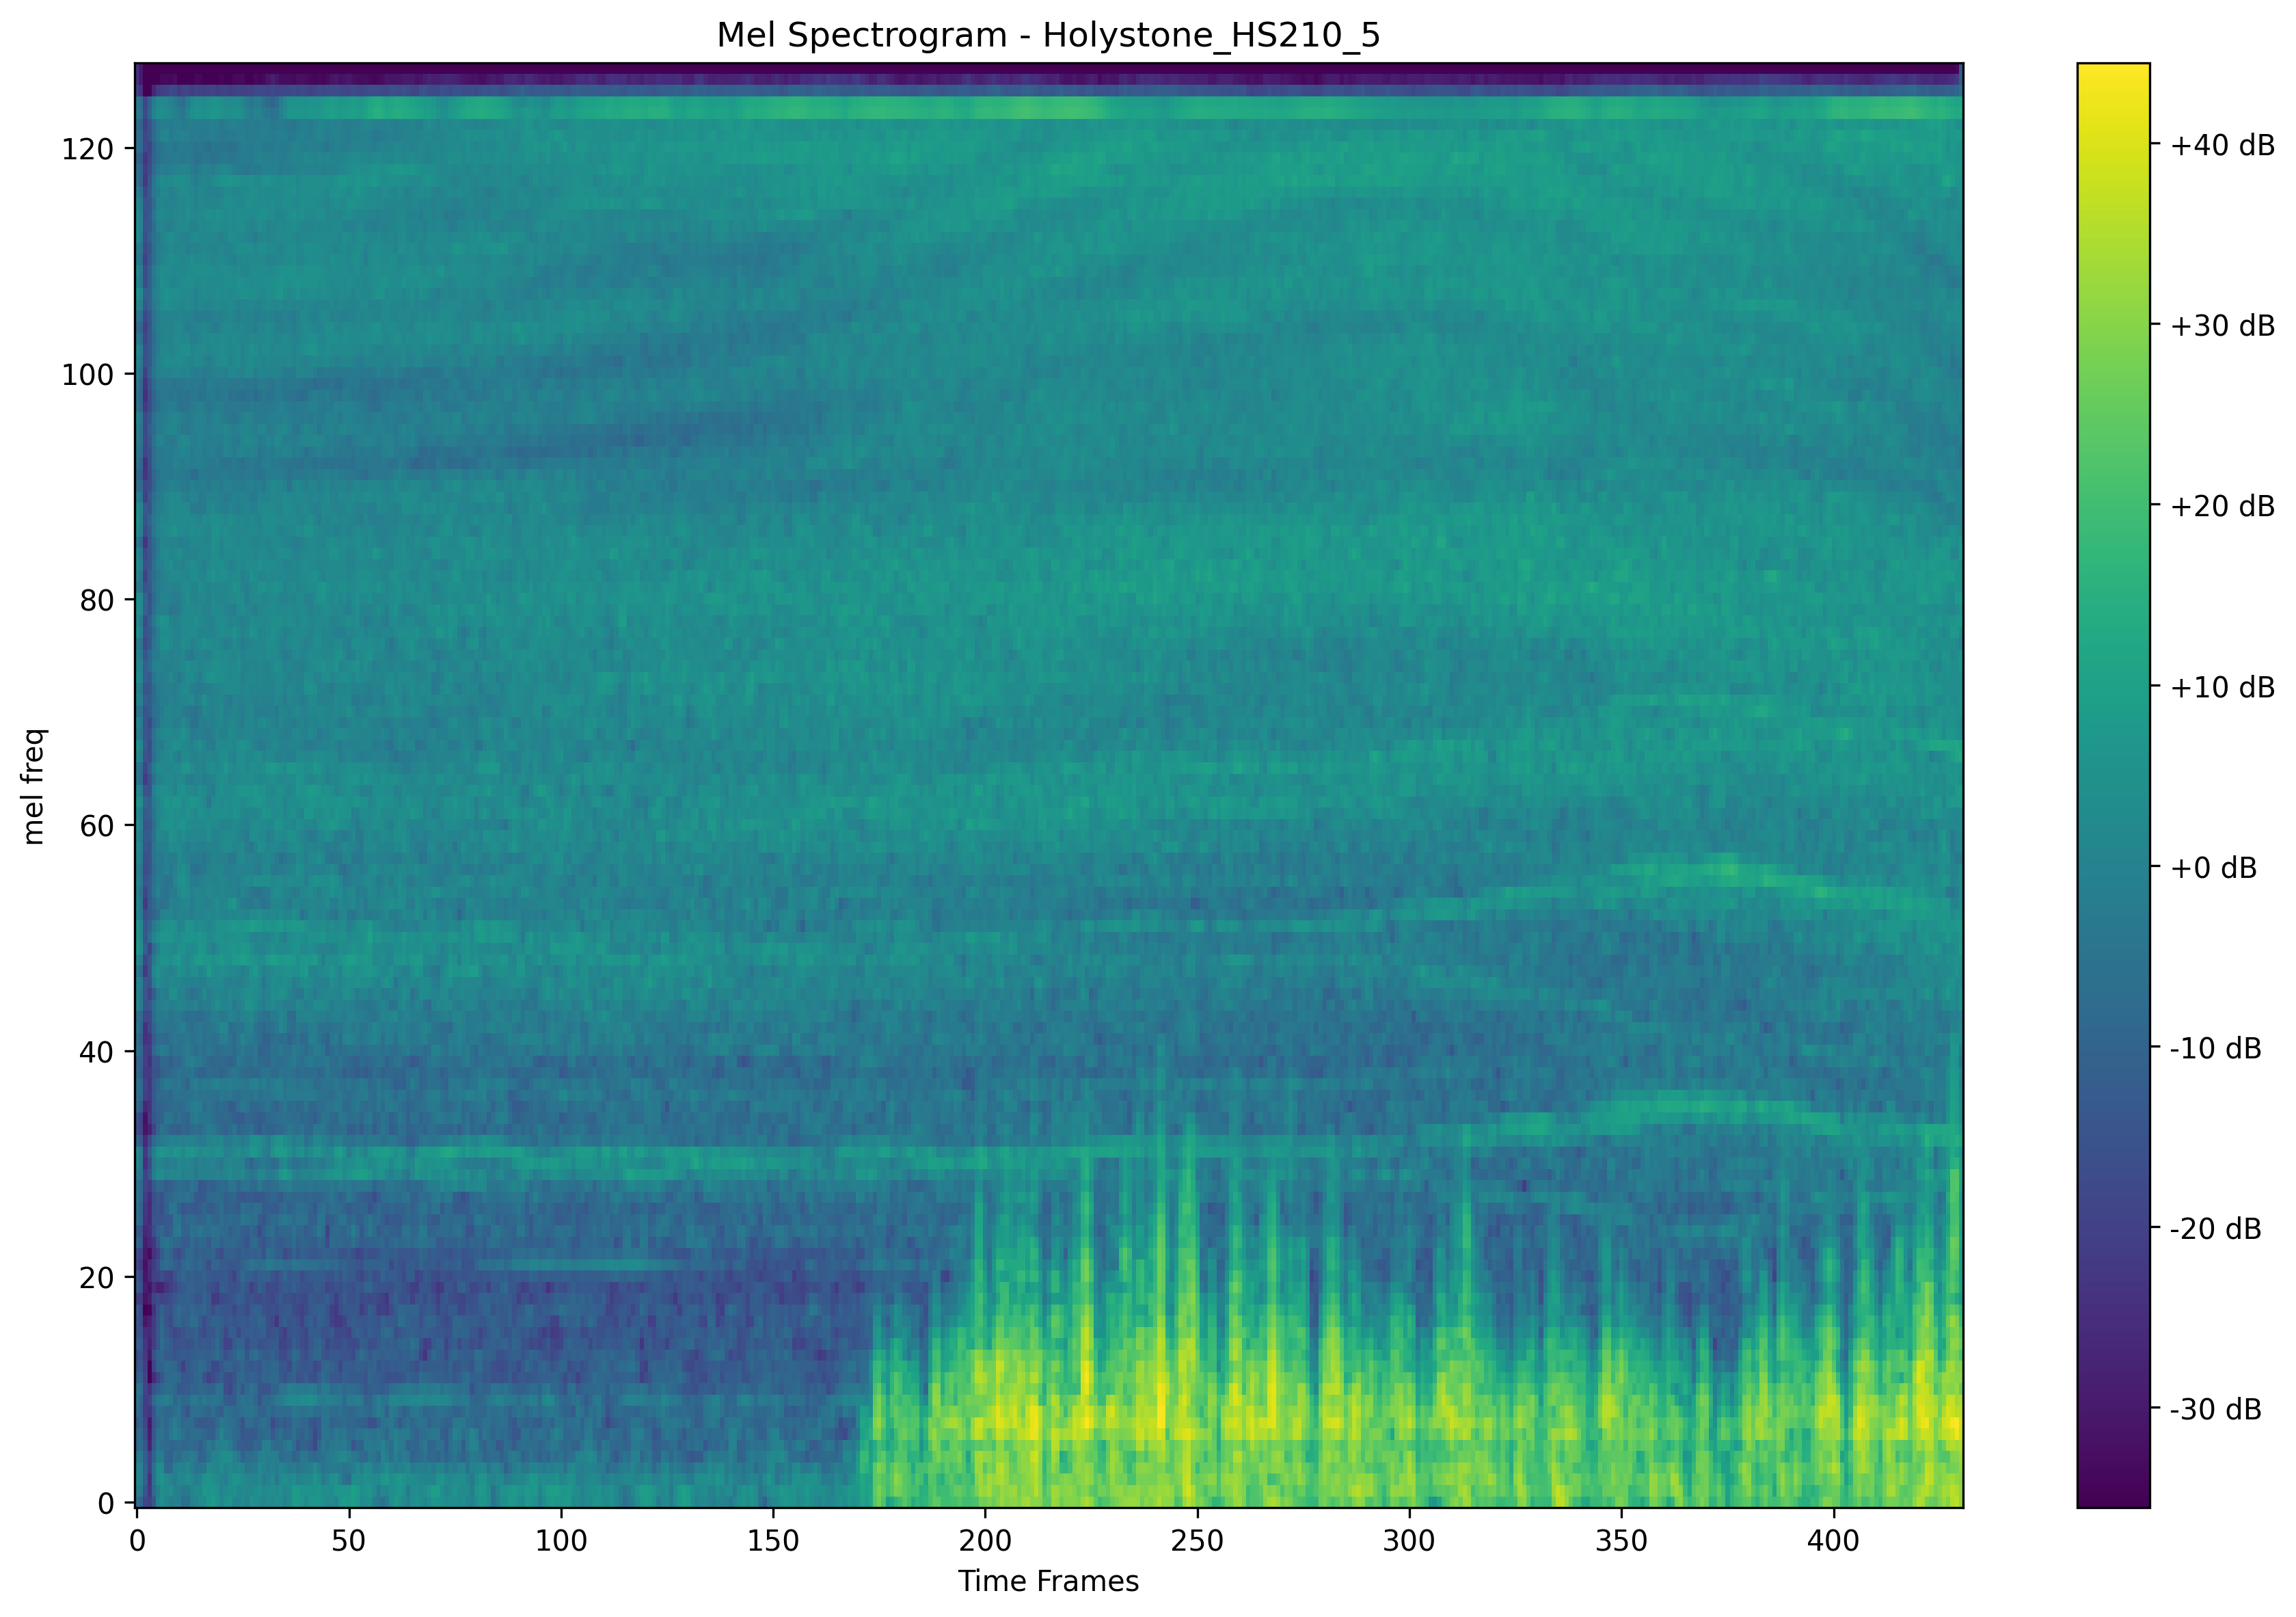 Mel Spectrogram - Holystone_HS210_5
mel freq
120
100
80
60
40
20
0
0 50 100 150 200 250 300 350 400
Time Frames
+40 dB
+30 dB
+20 dB
+10 dB
+0 dB
-10 dB
-20 dB
-30 dB